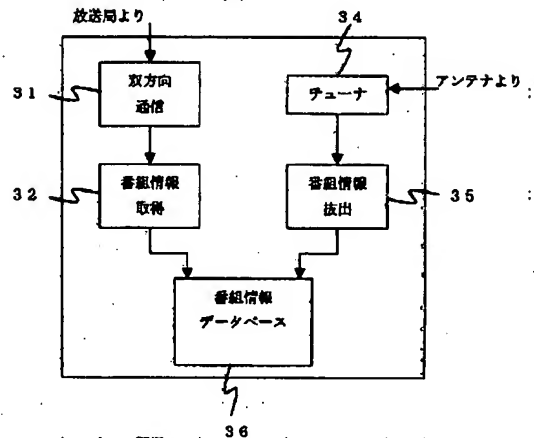 放送局より
34
31
双方向
通信
チューナ
アンテナより
32
番組情報
取得
番組情報
抜出
35
番組情報
データベース
36